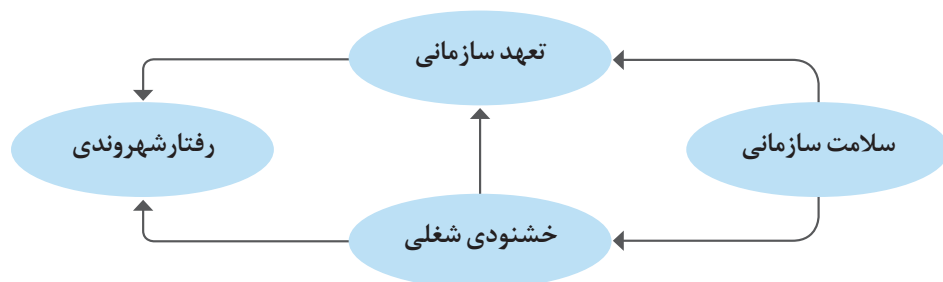 تعهد سازمانی
سلامت سازمانی
رفتارشهروندی
خشنودی شغلی